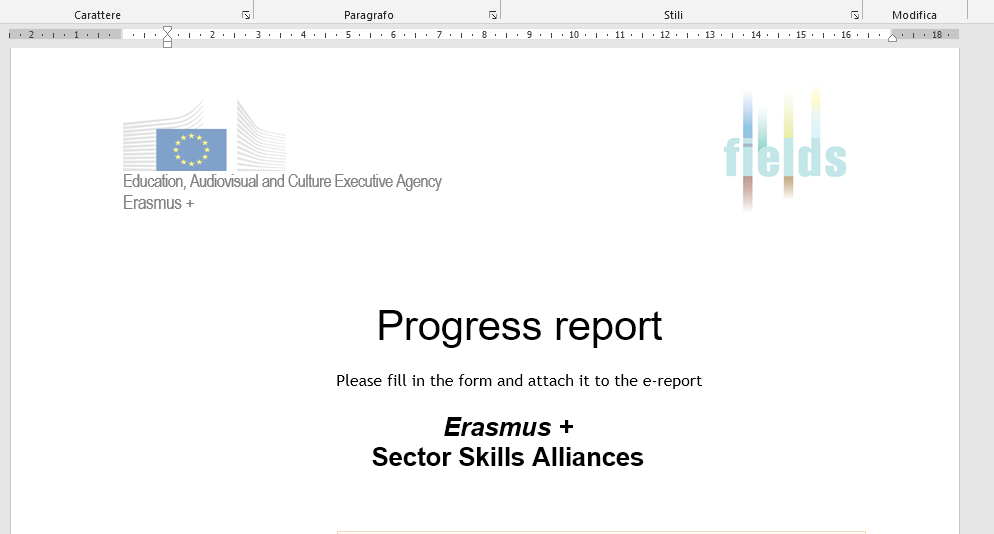 Carattere Paragrafo Stili Modifica
2 1 1 2 3 4 5 6 7 8 9 10 11 12 13 14 15 16 18
fields
Education, Audiovisual and Culture Executive Agency
Erasmus +
Progress report
Please fill in the form and attach it to the e-report
Erasmus +
Sector Skills Alliances